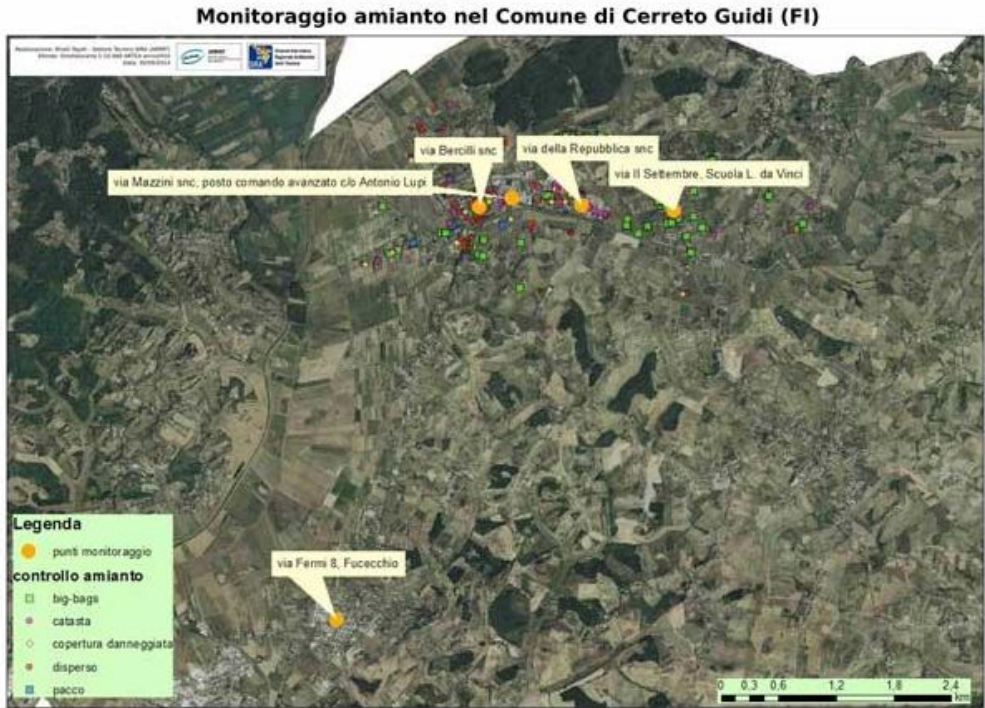 Monitoraggio amianto nel Comune di Cerreto Guidi (FI)
via Bercilli snc
via della Repubblica snc
via Mazzini snc, posto comando avanzato c/o Antonio Lupi
via II Settembre, Scuola L. da Vinci
via Fermi 8, Fucecchio
Legenda
punti monitoraggio
controllo amianto
big-bags
catasta
copertura danneggiata
disperso
pacco
0 0.3 0.6 1.2 1.8 2.4
km